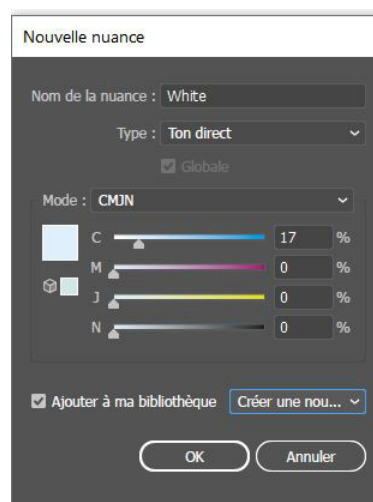 Nouvelle nuance
Nom de la nuance : White
Type : Ton direct
Globale
Mode : CMJN
C 17 %
M 0 %
J 0 %
N 0 %
Ajouter à ma bibliothèque Créer une nou...
OK Annuler